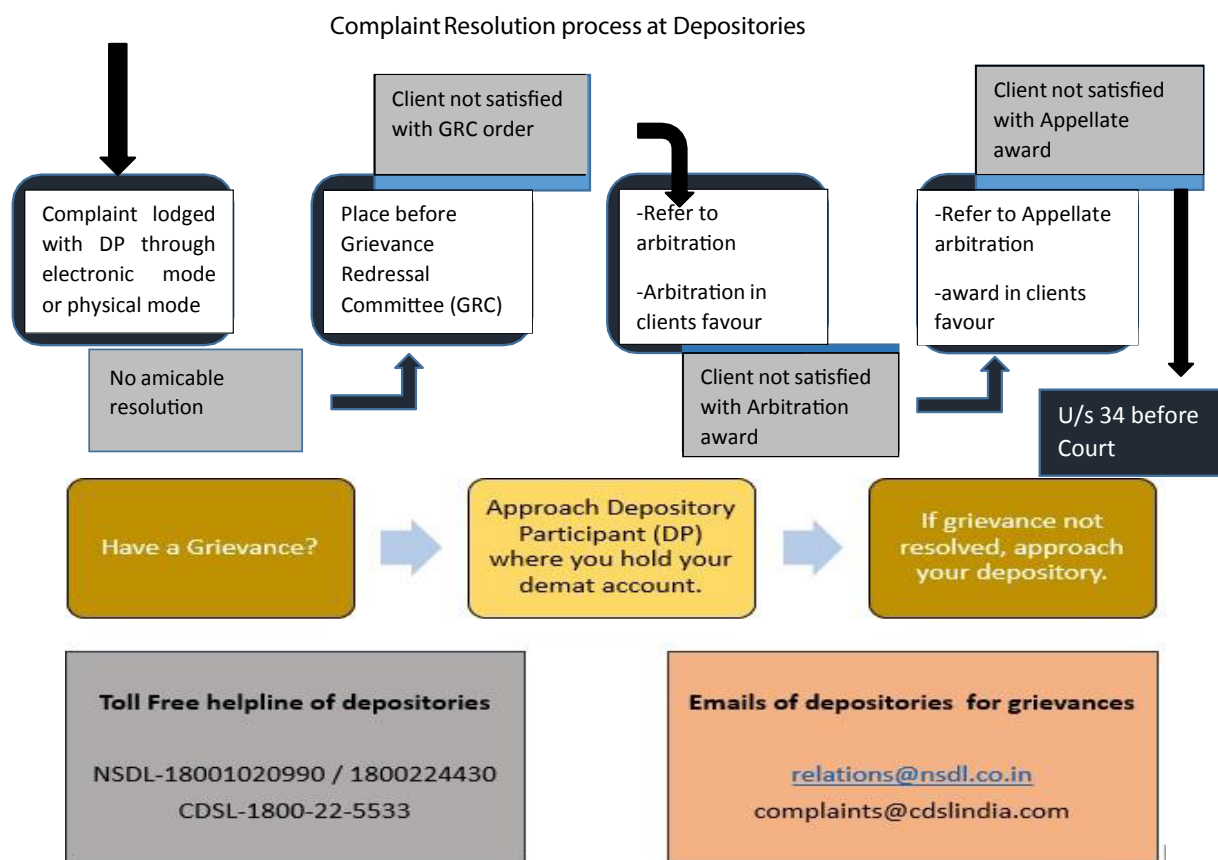 Complaint Resolution process at Depositories
Client not satisfied
with GRC order
Client not satisfied
with Appellate
award
Complaint lodged
with DP through
electronic mode
or physical mode
Place before
Grievance
Redressal
Committee (GRC)
-Refer to
arbitration
-Arbitration in
clients favour
-Refer to Appellate
arbitration
-award in clients
favour
No amicable
resolution
Client not satisfied
with Arbitration
award
U/s 34 before
Court
Have a Grievance?
Approach Depository
Participant (DP)
where you hold your
demat account.
If grievance not
resolved, approach
your depository.
Toll Free helpline of depositories
NSDL-18001020990 / 1800224430
CDSL-1800-22-5533
Emails of depositories for grievances
relations@nsdl.co.in
complaints@cdslindia.com